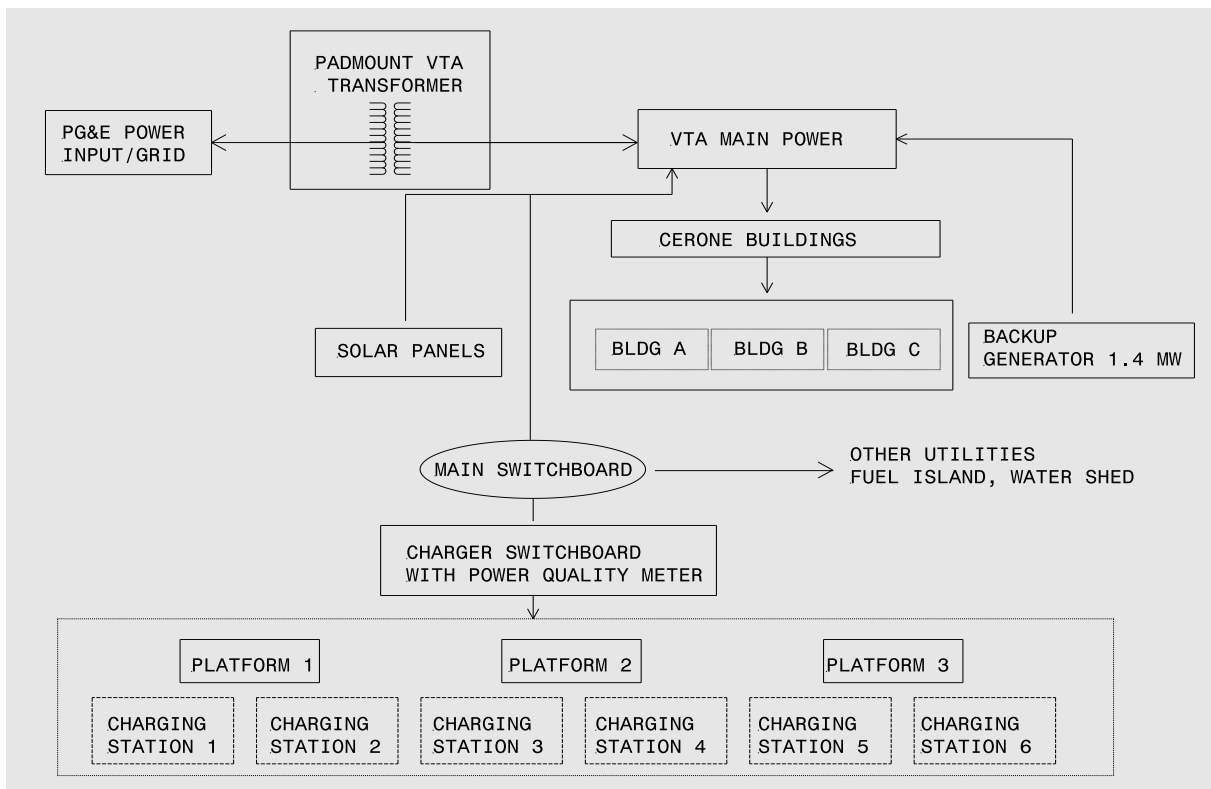 PADMOUNT VTA
TRANSFORMER
PG&E POWER
INPUT/GRID
VTA MAIN POWER
CERONE BUILDINGS
SOLAR PANELS
BLDG A
BLDG B
BLDG C
BACKUP
GENERATOR 1.4 MW
MAIN SWITCHBOARD
OTHER UTILITIES
FUEL ISLAND, WATER SHED
CHARGER SWITCHBOARD
WITH POWER QUALITY METER
PLATFORM 1
PLATFORM 2
PLATFORM 3
CHARGING
STATION 1
CHARGING
STATION 2
CHARGING
STATION 3
CHARGING
STATION 4
CHARGING
STATION 5
CHARGING
STATION 6